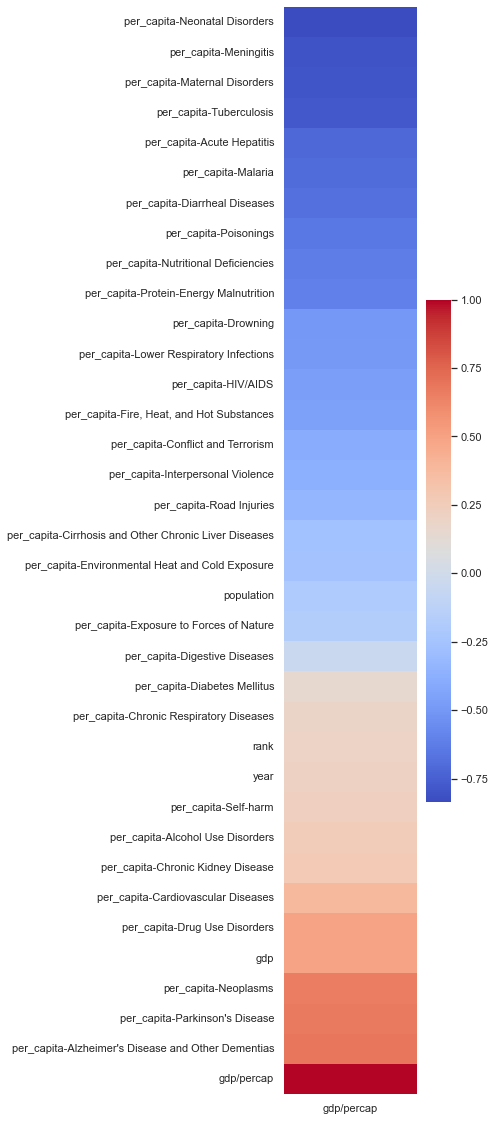 per_capita-Neonatal Disorders
per_capita-Meningitis
per_capita-Maternal Disorders
per_capita-Tuberculosis
per_capita-Acute Hepatitis
per_capita-Malaria
per_capita-Diarrheal Diseases
per_capita-Poisonings
per_capita-Nutritional Deficiencies
per_capita-Protein-Energy Malnutrition
per_capita-Drowning
per_capita-Lower Respiratory Infections
per_capita-HIV/AIDS
per_capita-Fire, Heat, and Hot Substances
per_capita-Conflict and Terrorism
per_capita-Interpersonal Violence
per_capita-Road Injuries
per_capita-Cirrhosis and Other Chronic Liver Diseases
per_capita-Environmental Heat and Cold Exposure
population
per_capita-Exposure to Forces of Nature
per_capita-Digestive Diseases
per_capita-Diabetes Mellitus
per_capita-Chronic Respiratory Diseases
rank
year
per_capita-Self-harm
per_capita-Alcohol Use Disorders
per_capita-Chronic Kidney Disease
per_capita-Cardiovascular Diseases
per_capita-Drug Use Disorders
gdp
per_capita-Neoplasms
per_capita-Parkinson's Disease
per_capita-Alzheimer's Disease and Other Dementias
gdp/percap
gdp/percap
1.00
0.75
0.50
0.25
0.00
−0.25
−0.50
−0.75